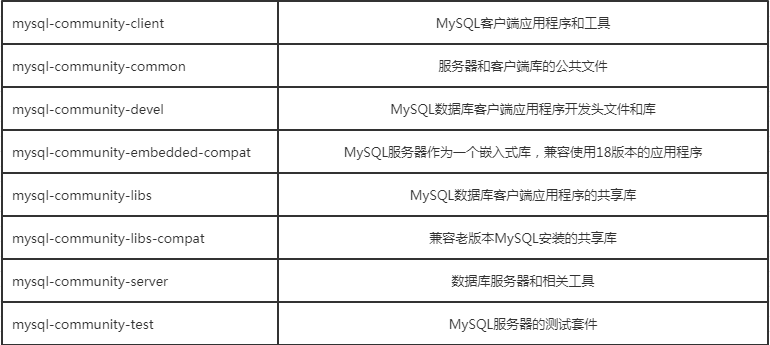 mysql-community-client MySQL客户端应用程序和工具
mysql-community-common 服务器和客户端库的公共文件
mysql-community-devel MySQL数据库客户端应用程序开发头文件和库
mysql-community-embedded-compat MySQL服务器作为一个嵌入式库，兼容使用18版本的应用程序
mysql-community-libs MySQL数据库客户端应用程序的共享库
mysql-community-libs-compat 兼容老版本MySQL安装的共享库
mysql-community-server 数据库服务器和相关工具
mysql-community-test MySQL服务器的测试套件